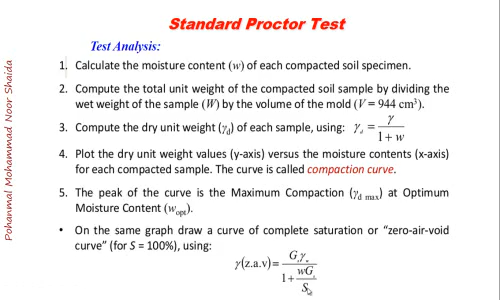 Standard Proctor Test
Test Analysis:
1. Calculate the moisture content (w) of each compacted soil specimen.
2. Compute the total unit weight of the compacted soil sample by dividing the
wet weight of the sample (W) by the volume of the mold (V = 944 cm³).
3. Compute the dry unit weight (γd) of each sample, using: γd = γ / (1 + w)
4. Plot the dry unit weight values (y-axis) versus the moisture contents (x-axis)
for each compacted sample. The curve is called compaction curve.
5. The peak of the curve is the Maximum Compaction (γd max) at Optimum
Moisture Content (wopt).
• On the same graph draw a curve of complete saturation or “zero-air-void
curve” (for S = 100%), using:
γ(z.a.v) = Gsγw / (1 + wGs / S)
Pohanmal Mohammad Noor Shaida